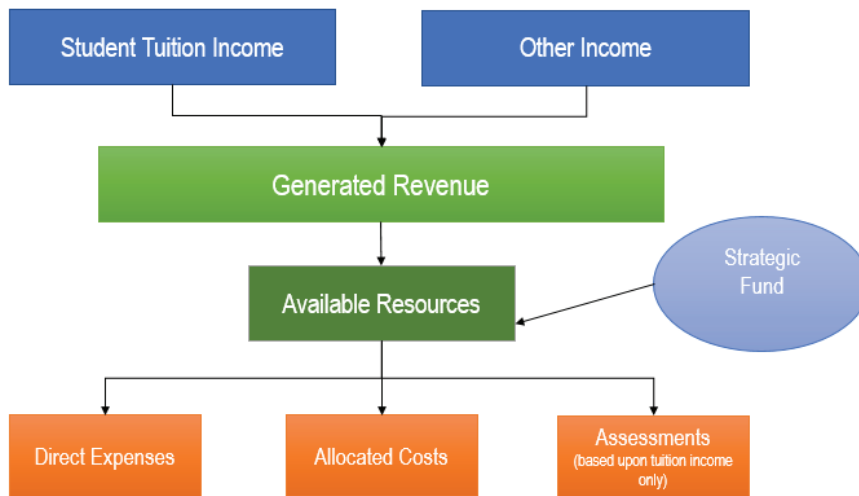 Student Tuition Income
Other Income
Generated Revenue
Strategic
Fund
Available Resources
Direct Expenses
Allocated Costs
Assessments
(based upon tuition income
only)